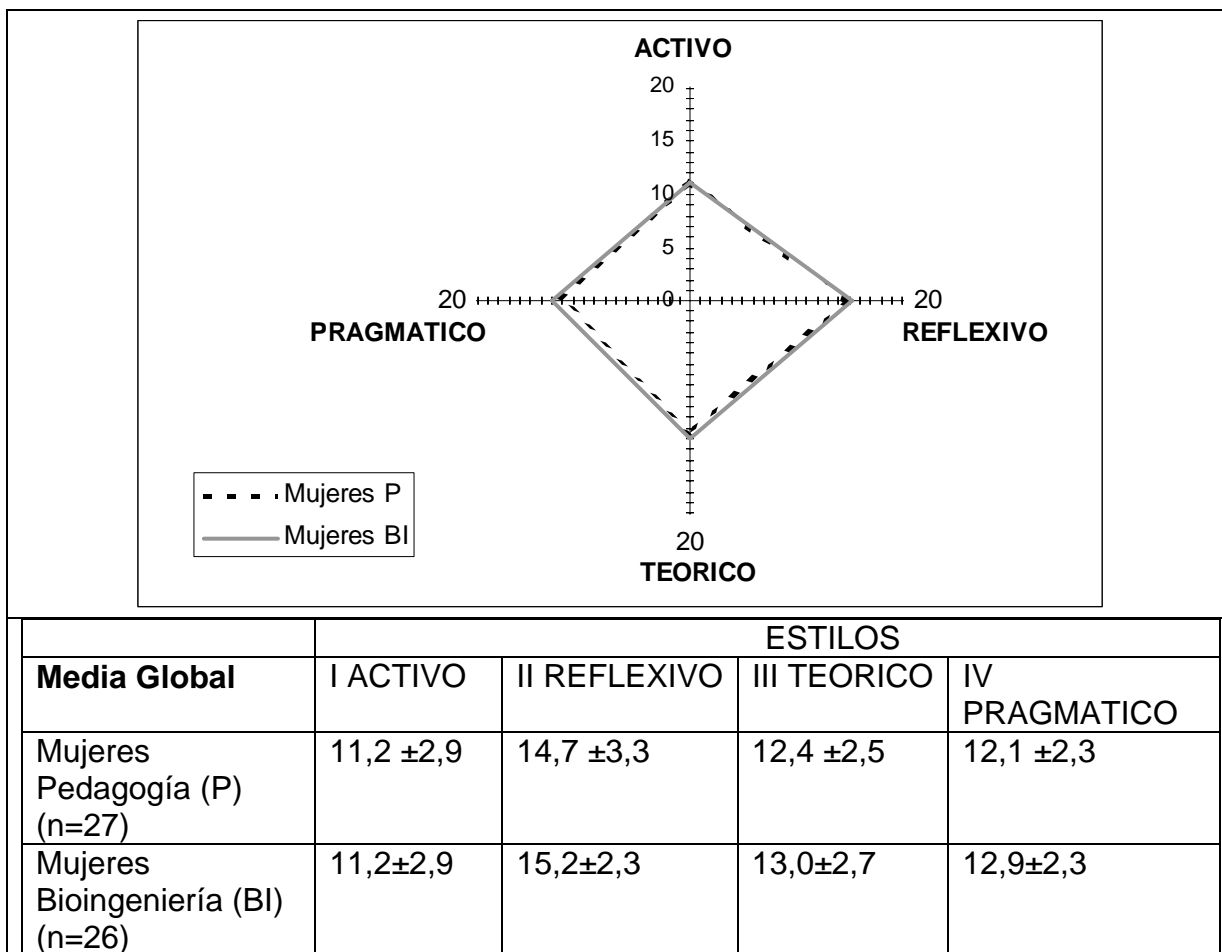 ACTIVO
20
15
10
5
20
0
20
PRAGMATICO
REFLEXIVO
Mujeres P
Mujeres BI
20
TEORICO
ESTILOS
Media Global
I ACTIVO
II REFLEXIVO
III TEORICO
IV
PRAGMATICO
Mujeres
Pedagogía (P)
(n=27)
11,2 ±2,9
14,7 ±3,3
12,4 ±2,5
12,1 ±2,3
Mujeres
Bioingeniería (BI)
(n=26)
11,2±2,9
15,2±2,3
13,0±2,7
12,9±2,3